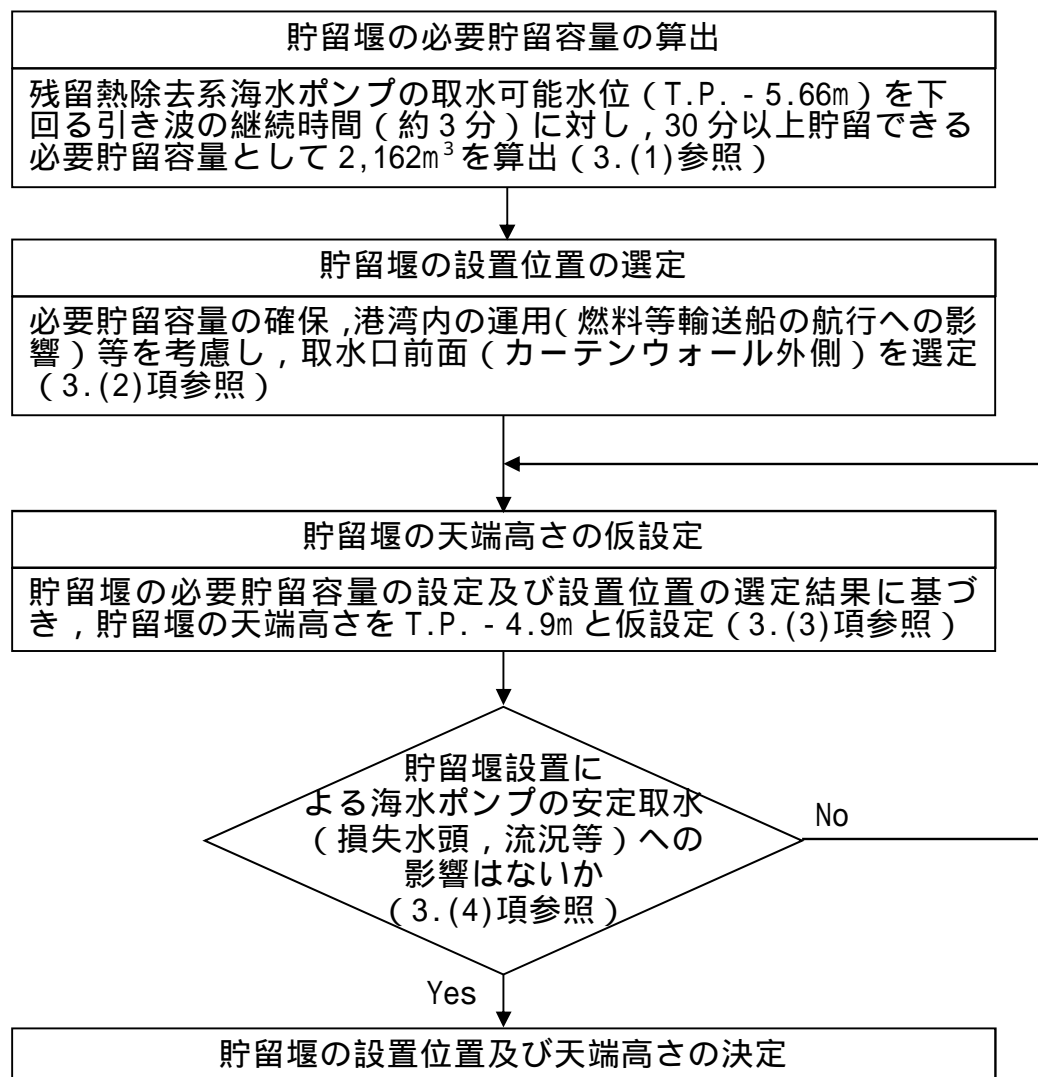 貯留堰の必要貯留容量の算出
残留熱除去系海水ポンプの取水可能水位（T.P.－5.66m）を下
回る引き波の継続時間（約３分）に対し，30 分以上貯留できる
必要貯留容量として 2,162m³を算出（3.(1)参照）
貯留堰の設置位置の選定
必要貯留容量の確保,港湾内の運用(燃料等輸送船の航行への影
響）等を考慮し，取水口前面（カーテンウォール外側）を選定
（3.(2)項参照）
貯留堰の天端高さの仮設定
貯留堰の必要貯留容量の設定及び設置位置の選定結果に基づ
き，貯留堰の天端高さを T.P.－4.9m と仮設定（3.(3)項参照）
貯留堰設置に
よる海水ポンプの安定取水
（損失水頭，流況等）への
影響はないか
（3.(4)項参照）
No
Yes
貯留堰の設置位置及び天端高さの決定